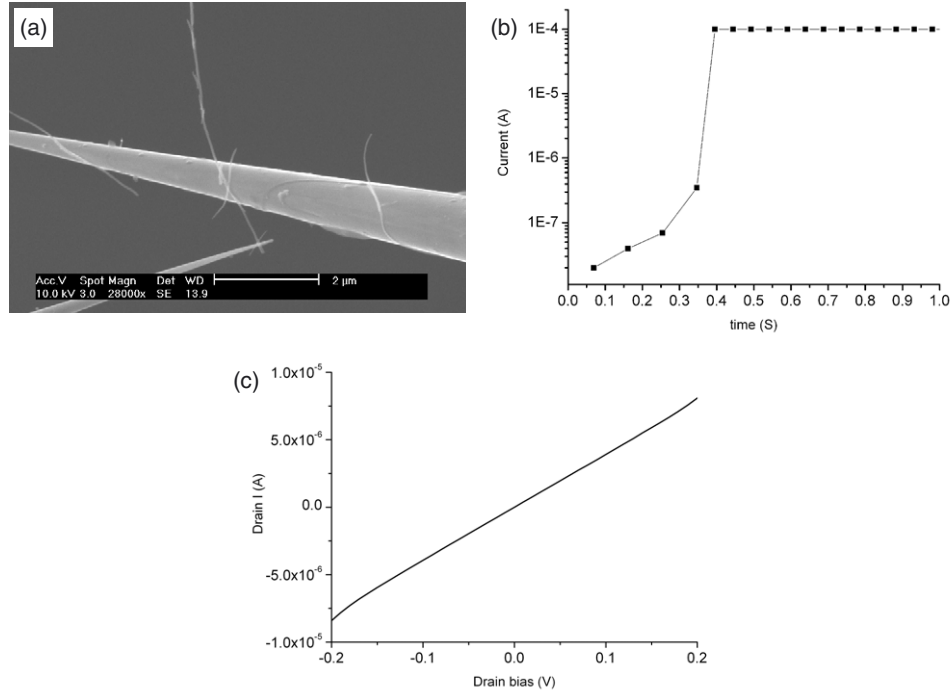 (a)
Acc.V Spot Magn Det WD
10.0 kV 3.0 28000x SE 13.9
2 µm
(b)
1E-4
1E-5
1E-6
1E-7
Current (A)
0.0 0.1 0.2 0.3 0.4 0.5 0.6 0.7 0.8 0.9 1.0
time (S)
(c)
1.0x10⁻⁵
5.0x10⁻⁶
0.0
-5.0x10⁻⁶
-1.0x10⁻⁵
Drain I (A)
-0.2 -0.1 0.0 0.1 0.2
Drain bias (V)